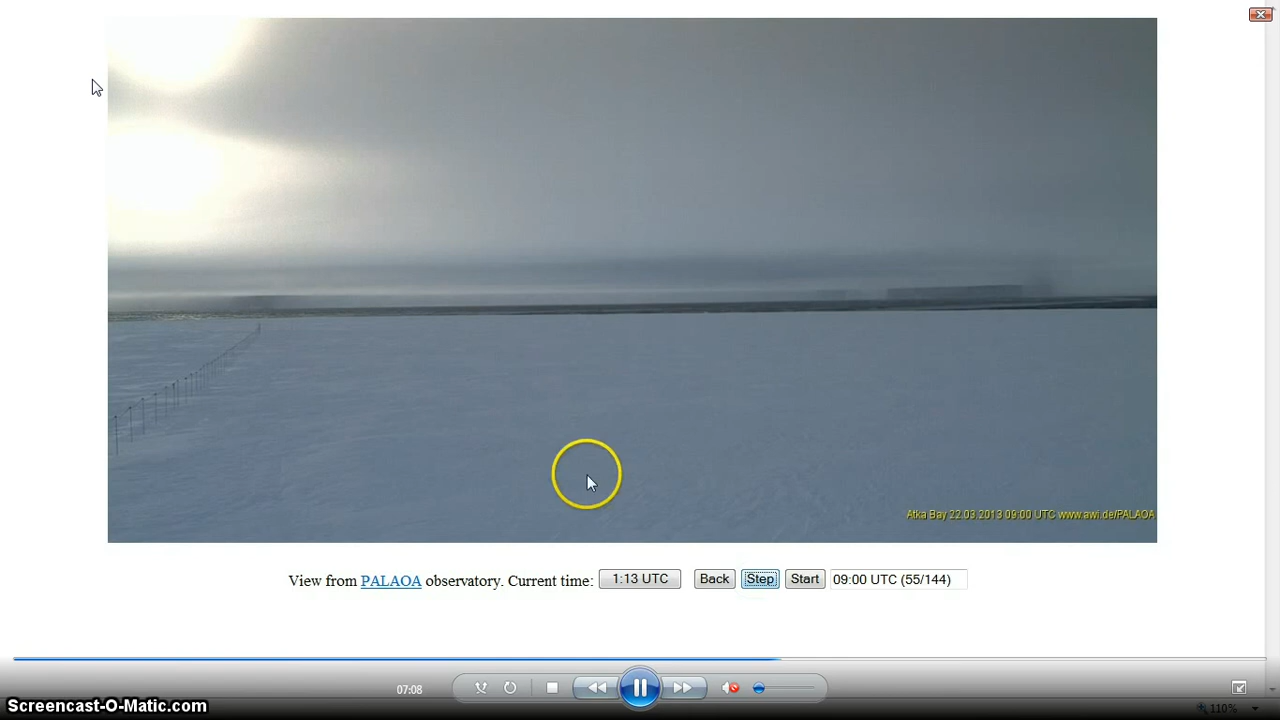 Atka Bay 22.03.2013 09:00 UTC www.awi.de/PALAOA
View from PALAOA observatory. Current time: 1:13 UTC Back Step Start 09:00 UTC (55/144)
07:08
Screencast-O-Matic.com
110%